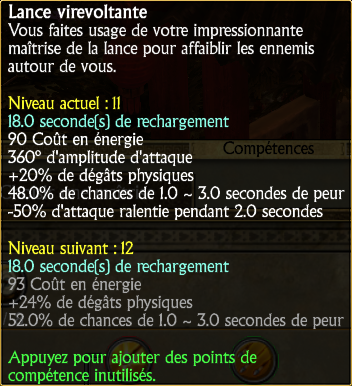 Lance virevoltante
Vous faites usage de votre impressionnante
maîtrise de la lance pour affaiblir les ennemis
autour de vous.
Niveau actuel : 11
18.0 seconde(s) de rechargement
90 Coût en énergie
360° d'amplitude d'attaque
+20% de dégâts physiques
48.0% de chances de 1.0 ~ 3.0 secondes de peur
-50% d'attaque ralentie pendant 2.0 secondes
Compétences
Niveau suivant : 12
18.0 seconde(s) de rechargement
93 Coût en énergie
+24% de dégâts physiques
52.0% de chances de 1.0 ~ 3.0 secondes de peur
Appuyez pour ajouter des points de
compétence inutilisés.